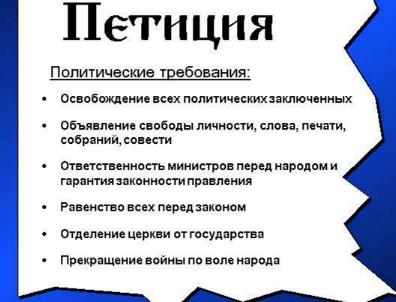 Петиция
Политические требования:
• Освобождение всех политических заключенных
• Объявление свободы личности, слова, печати,
собраний, совести
• Ответственность министров перед народом и
гарантия законности правления
• Равенство всех перед законом
• Отделение церкви от государства
• Прекращение войны по воле народа